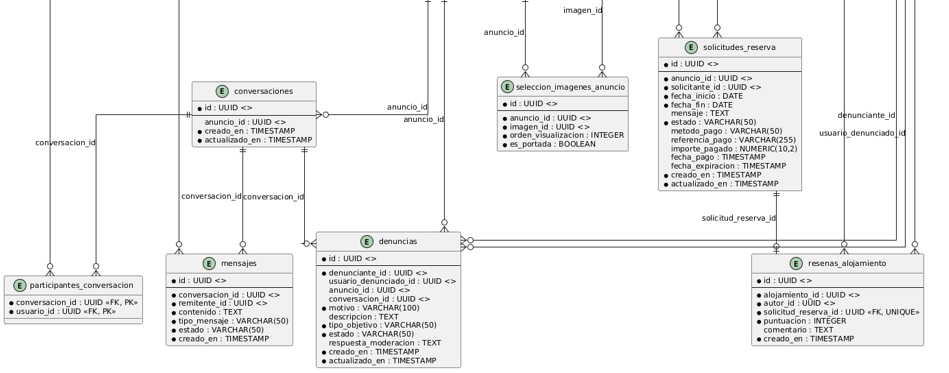 imagen_id
anuncio_id
E solicitudes_reserva
id : UUID <>
anuncio_id : UUID <>
solicitante_id : UUID <>
fecha_inicio : DATE
fecha_fin : DATE
mensaje : TEXT
estado : VARCHAR(50)
metodo_pago : VARCHAR(50)
referencia_pago : VARCHAR(255)
importe_pagado : NUMERIC(10,2)
fecha_pago : TIMESTAMP
fecha_expiracion : TIMESTAMP
creado_en : TIMESTAMP
actualizado_en : TIMESTAMP
E seleccion_imagenes_anuncio
id : UUID <>
anuncio_id : UUID <>
imagen_id : UUID <>
orden_visualizacion : INTEGER
es_portada : BOOLEAN
E conversaciones
id : UUID <>
anuncio_id : UUID <>
creado_en : TIMESTAMP
actualizado_en : TIMESTAMP
anuncio_id
anuncio_id
denunciante_id
usuario_denunciado_id
conversacion_id
conversacion_id
conversacion_id
solicitud_reserva_id
E participantes_conversacion
conversacion_id : UUID «FK, PK»
usuario_id : UUID «FK, PK»
E mensajes
id : UUID <>
conversacion_id : UUID <>
remitente_id : UUID <>
contenido : TEXT
tipo_mensaje : VARCHAR(50)
estado : VARCHAR(50)
creado_en : TIMESTAMP
E denuncias
id : UUID <>
denunciante_id : UUID <>
usuario_denunciado_id : UUID <>
anuncio_id : UUID <>
conversacion_id : UUID <>
motivo : VARCHAR(100)
descripcion : TEXT
tipo_objetivo : VARCHAR(50)
estado : VARCHAR(50)
respuesta_moderacion : TEXT
creado_en : TIMESTAMP
actualizado_en : TIMESTAMP
E resenas_alojamiento
id : UUID <>
alojamiento_id : UUID <>
autor_id : UUID <>
solicitud_reserva_id : UUID «FK, UNIQUE»
puntuacion : INTEGER
comentario : TEXT
creado_en : TIMESTAMP